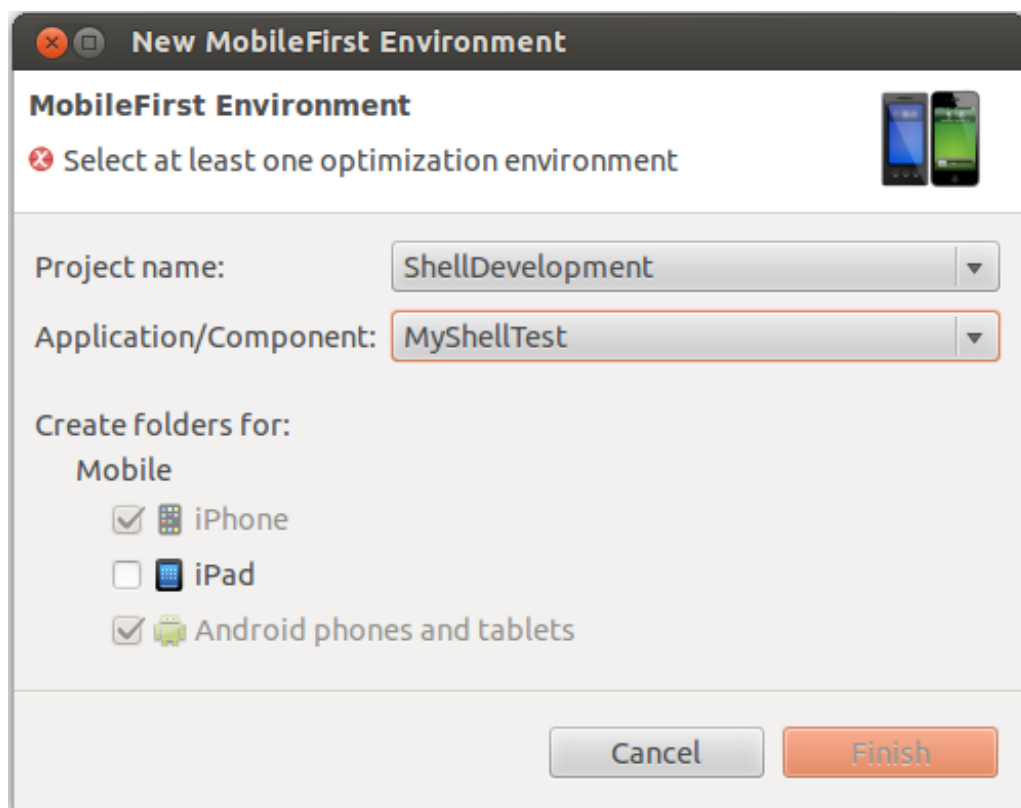 New MobileFirst Environment
MobileFirst Environment
Select at least one optimization environment
Project name: ShellDevelopment
Application/Component: MyShellTest
Create folders for:
Mobile
iPhone
iPad
Android phones and tablets
Cancel Finish